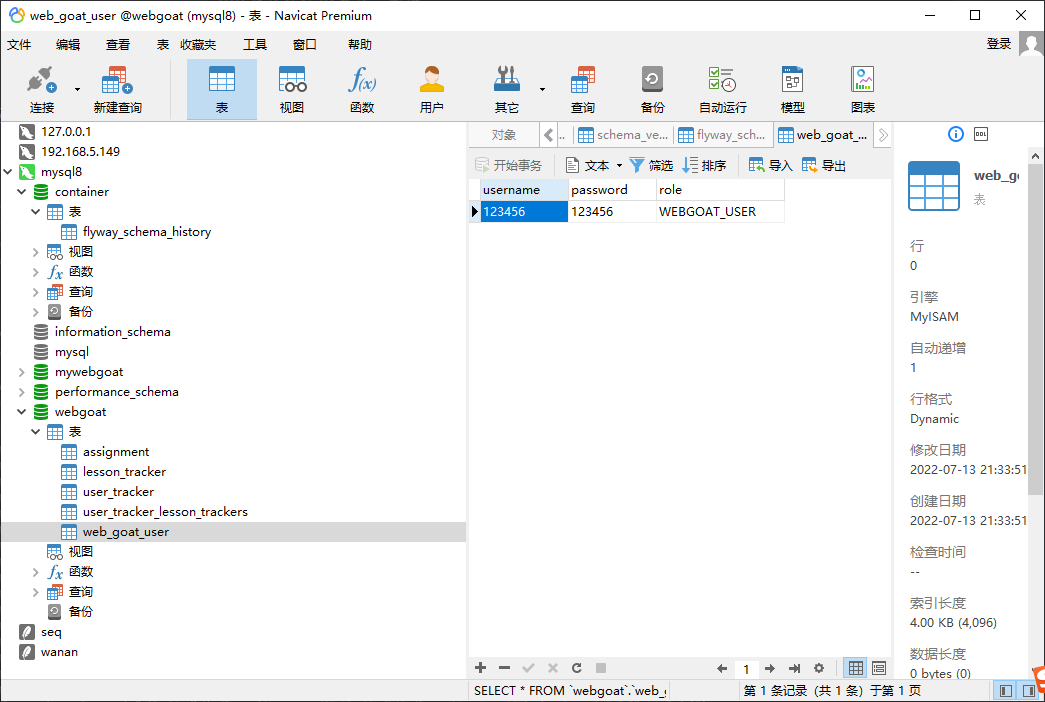 web_goat_user @webgoat (mysql8) - 表 - Navicat Premium
文件 编辑 查看 表 收藏夹 工具 窗口 帮助 登录
连接 新建查询 表 视图 函数 用户 其它 查询 备份 自动运行 模型 图表
127.0.0.1
192.168.5.149
mysql8
container
表
flyway_schema_history
视图
函数
查询
备份
information_schema
mysql
mywebgoat
performance_schema
webgoat
表
assignment
lesson_tracker
user_tracker
user_tracker_lesson_trackers
web_goat_user
视图
函数
查询
备份
seq
wanan
对象 .. schema_ve... flyway_sch... web_goat_...
开始事务 文本 筛选 排序 导入 导出
username password role
123456 123456 WEBGOAT_USER
1
SELECT * FROM `webgoat`.`web_g
第 1 条记录（共 1 条）于第 1 页
DDL
web_go
表
行
0
引擎
MyISAM
自动递增
1
行格式
Dynamic
修改日期
2022-07-13 21:33:51
创建日期
2022-07-13 21:33:51
检查时间
--
索引长度
4.00 KB (4,096)
数据长度
0 bytes (0)